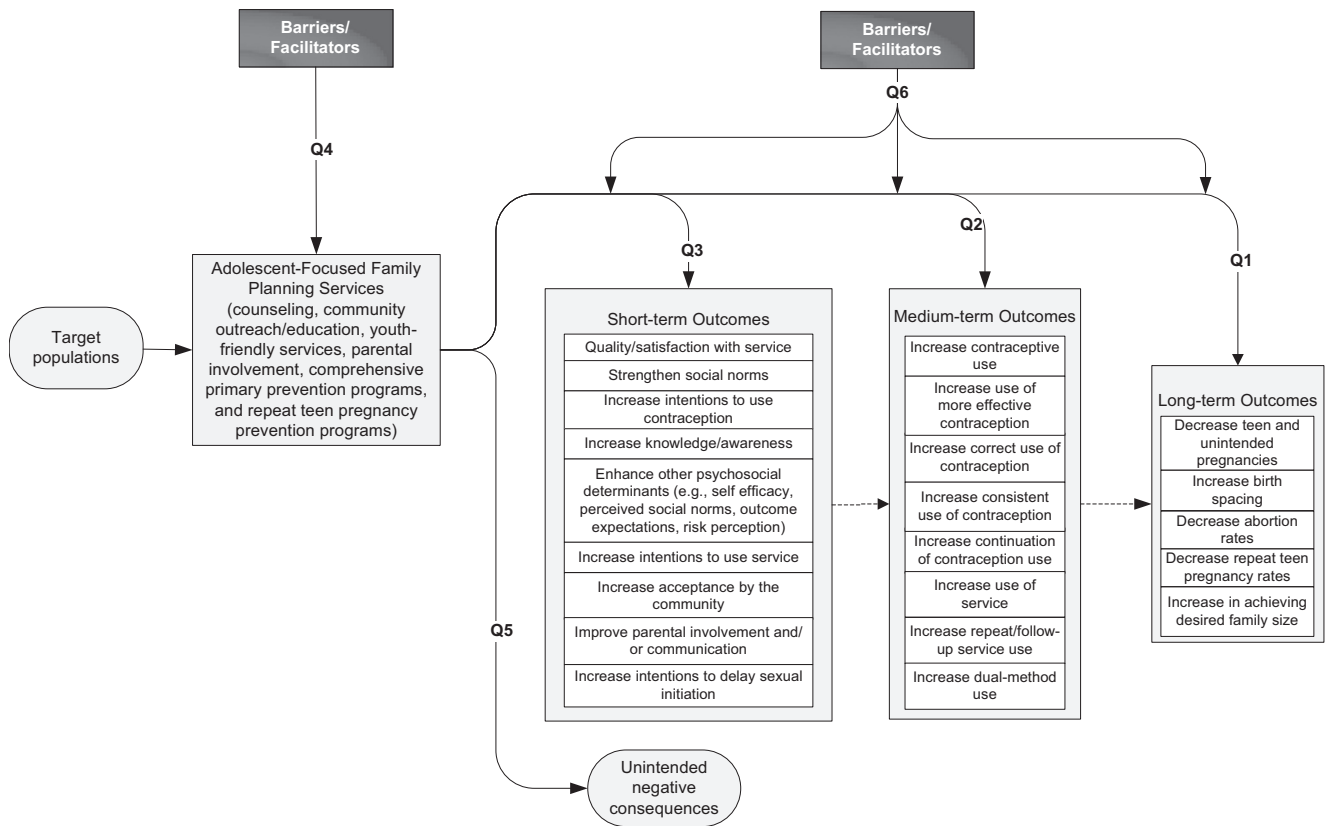 Barriers/
Facilitators
Barriers/
Facilitators
Q6
Q4
Q2
Q3
Q1
Adolescent-Focused Family
Planning Services
(counseling, community
outreach/education, youth-
friendly services, parental
involvement, comprehensive
primary prevention programs,
and repeat teen pregnancy
prevention programs)
Target
populations
Short-term Outcomes
Quality/satisfaction with service
Strengthen social norms
Increase intentions to use
contraception
Increase knowledge/awareness
Enhance other psychosocial
determinants (e.g., self efficacy,
perceived social norms, outcome
expectations, risk perception)
Increase intentions to use service
Increase acceptance by the
community
Improve parental involvement and/
or communication
Increase intentions to delay sexual
initiation
Medium-term Outcomes
Increase contraceptive
use
Increase use of
more effective
contraception
Increase correct use of
contraception
Increase consistent
use of contraception
Increase continuation
of contraception use
Increase use of
service
Increase repeat/follow-
up service use
Increase dual-method
use
Long-term Outcomes
Decrease teen and
unintended
pregnancies
Increase birth
spacing
Decrease abortion
rates
Decrease repeat teen
pregnancy rates
Increase in achieving
desired family size
Q5
Unintended
negative
consequences